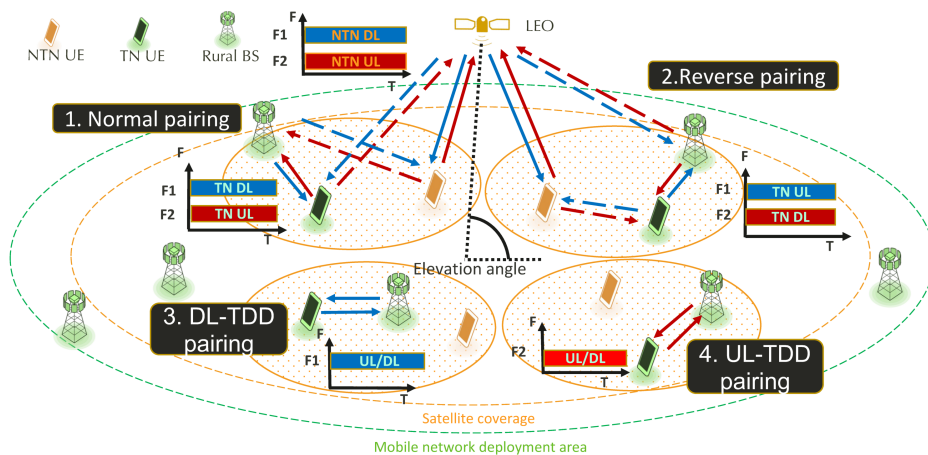 F
F1
NTN DL
F2
NTN UL
T
LEO
NTN UE
TN UE
Rural BS
2.Reverse pairing
1. Normal pairing
F
F1
TN DL
F2
TN UL
T
F
F1
TN UL
F2
TN DL
T
Elevation angle
3. DL-TDD
pairing
F
F1
UL/DL
T
F
F2
UL/DL
T
4. UL-TDD
pairing
Satellite coverage
Mobile network deployment area